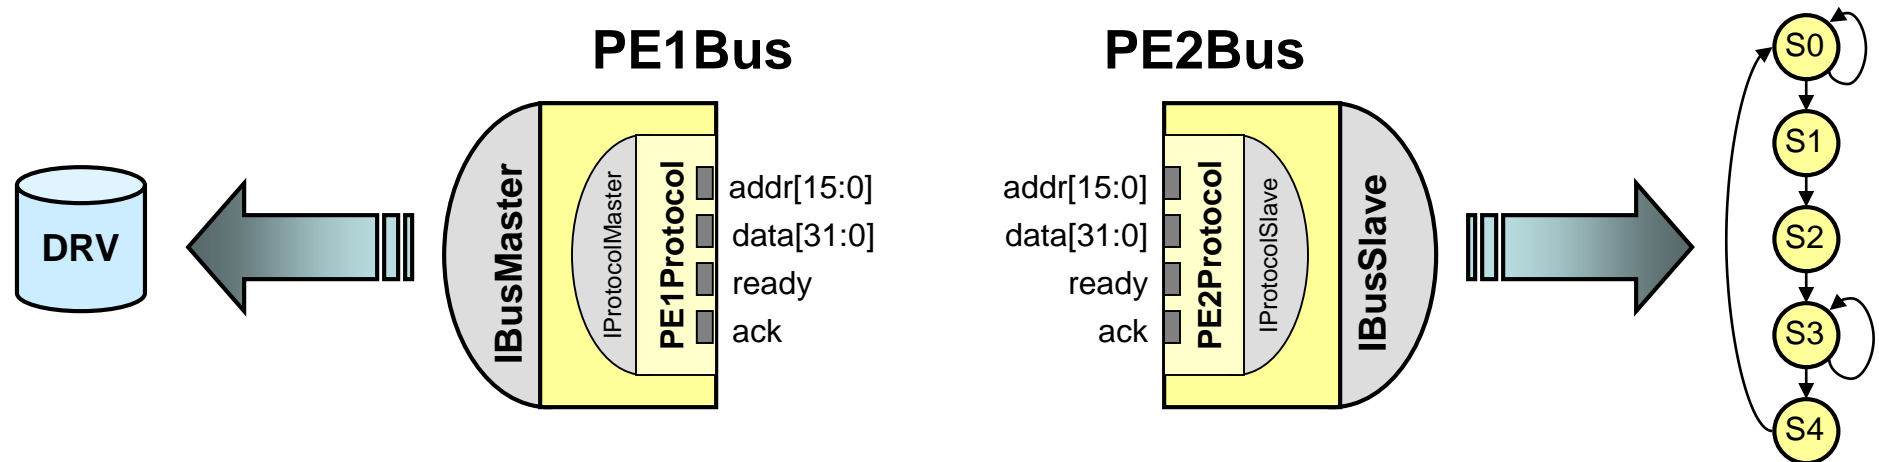 PE1Bus
PE2Bus
DRV
IBusMaster
IProtocolMaster
PE1Protocol
addr[15:0]
data[31:0]
ready
ack
addr[15:0]
data[31:0]
ready
ack
PE2Protocol
IProtocolSlave
IBusSlave
S0
S1
S2
S3
S4